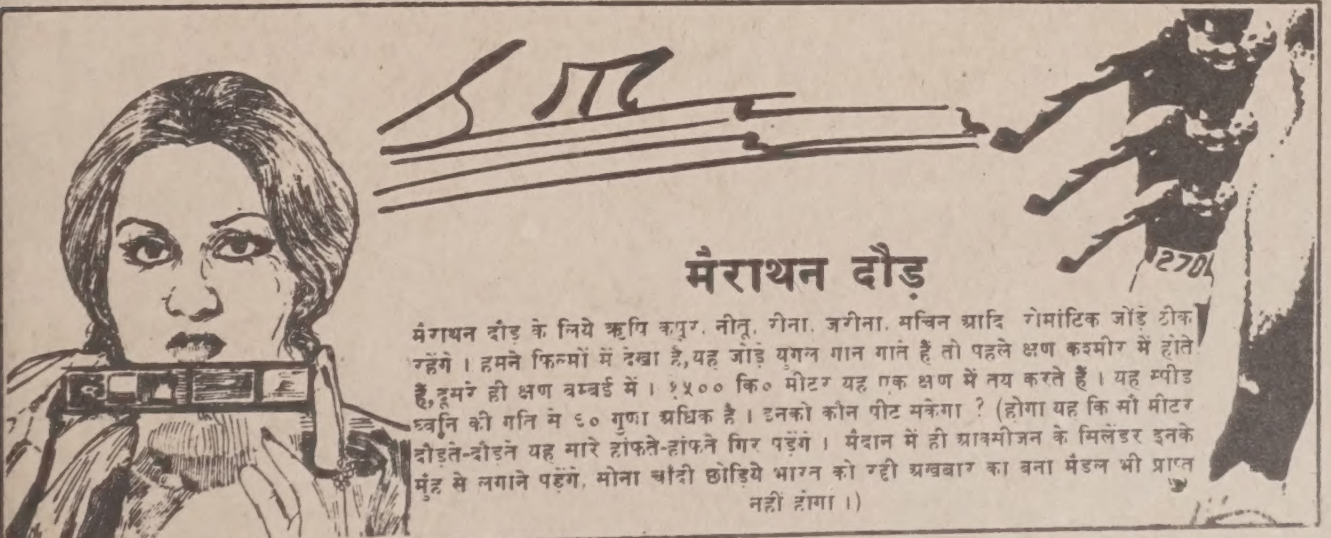 मैराथन दौड़
मैराथन दौड़ के लिये ऋषि कपूर, नीतू, रीना, जरीना, सचिन आदि रोमांटिक जोड़े ठीक
रहेंगे । हमने फिल्मों में देखा है, यह जोड़े युगल गान गाते हैं तो पहले क्षण कश्मीर में होते
हैं, दूसरे ही क्षण बम्बई में । १५०० कि० मीटर यह एक क्षण में तय करते हैं । यह स्पीड
ध्वनि की गति से ६० गुणा अधिक है । इनको कौन पीट सकेगा ? (होगा यह कि सौ मीटर
दौड़ते-दौड़ते यह सारे हांफते-हांफते गिर पड़ेंगे । मैदान में ही आक्सीजन के सिलेंडर इनके
मुंह से लगाने पड़ेंगे, सोना चांदी छोड़िये भारत को रद्दी अखबार का बना मैडल भी प्राप्त
नहीं होगा ।)
270